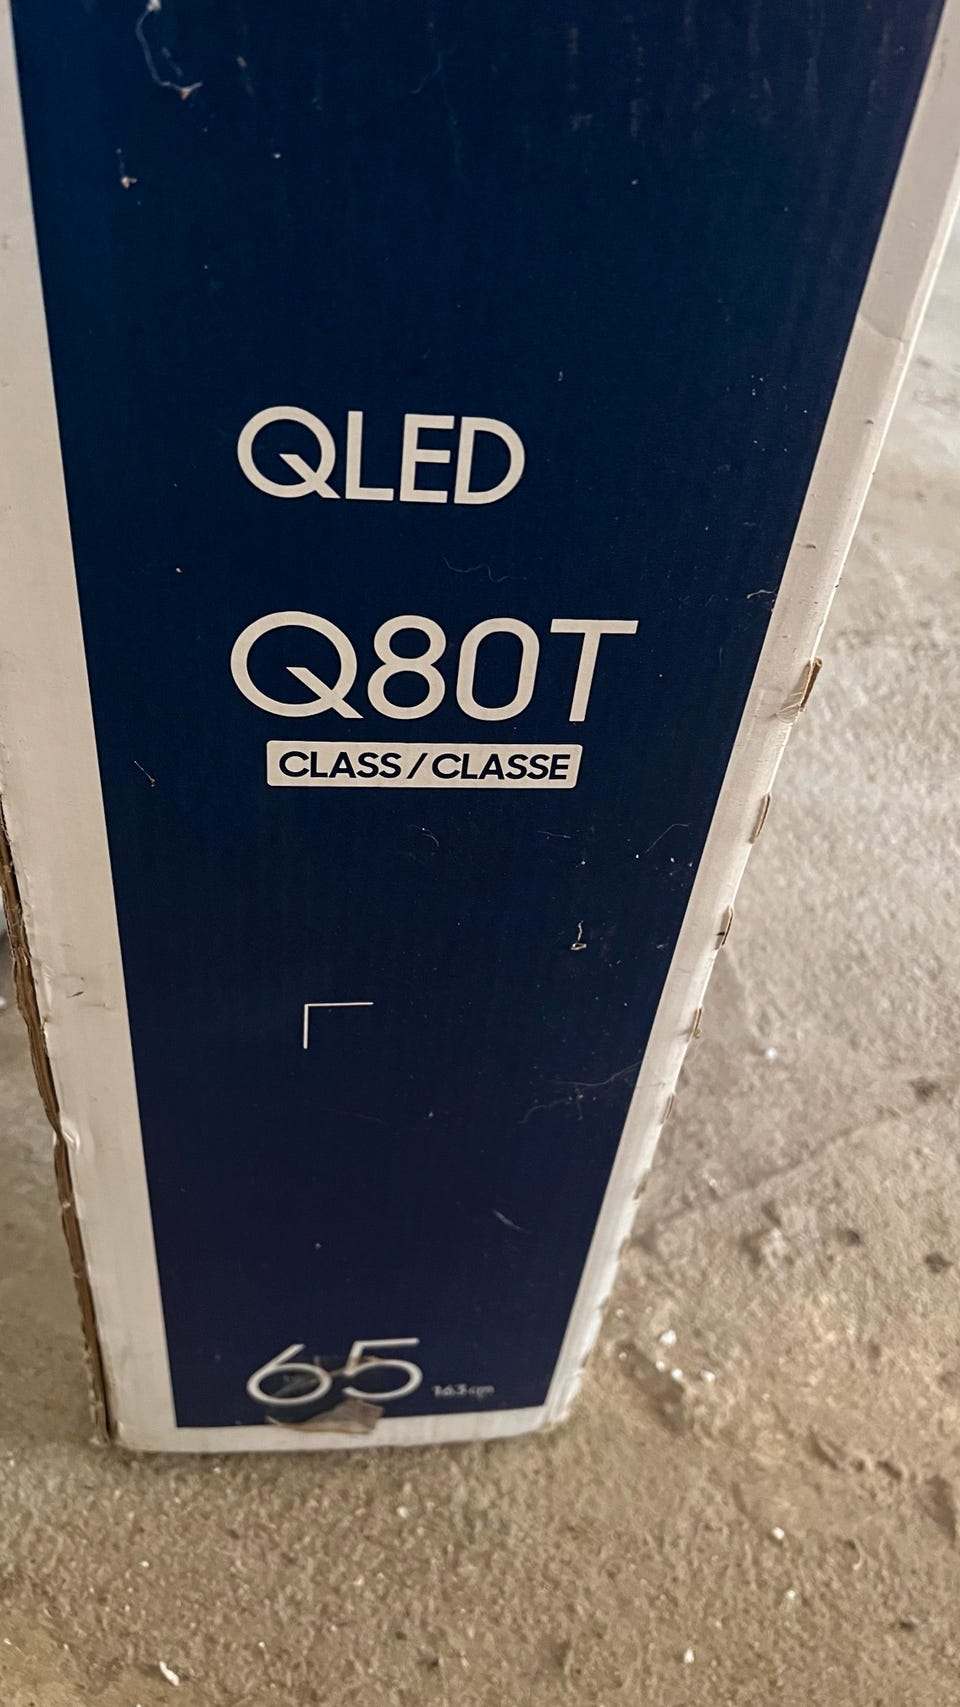 QLED
Q80T
CLASS / CLASSE
65